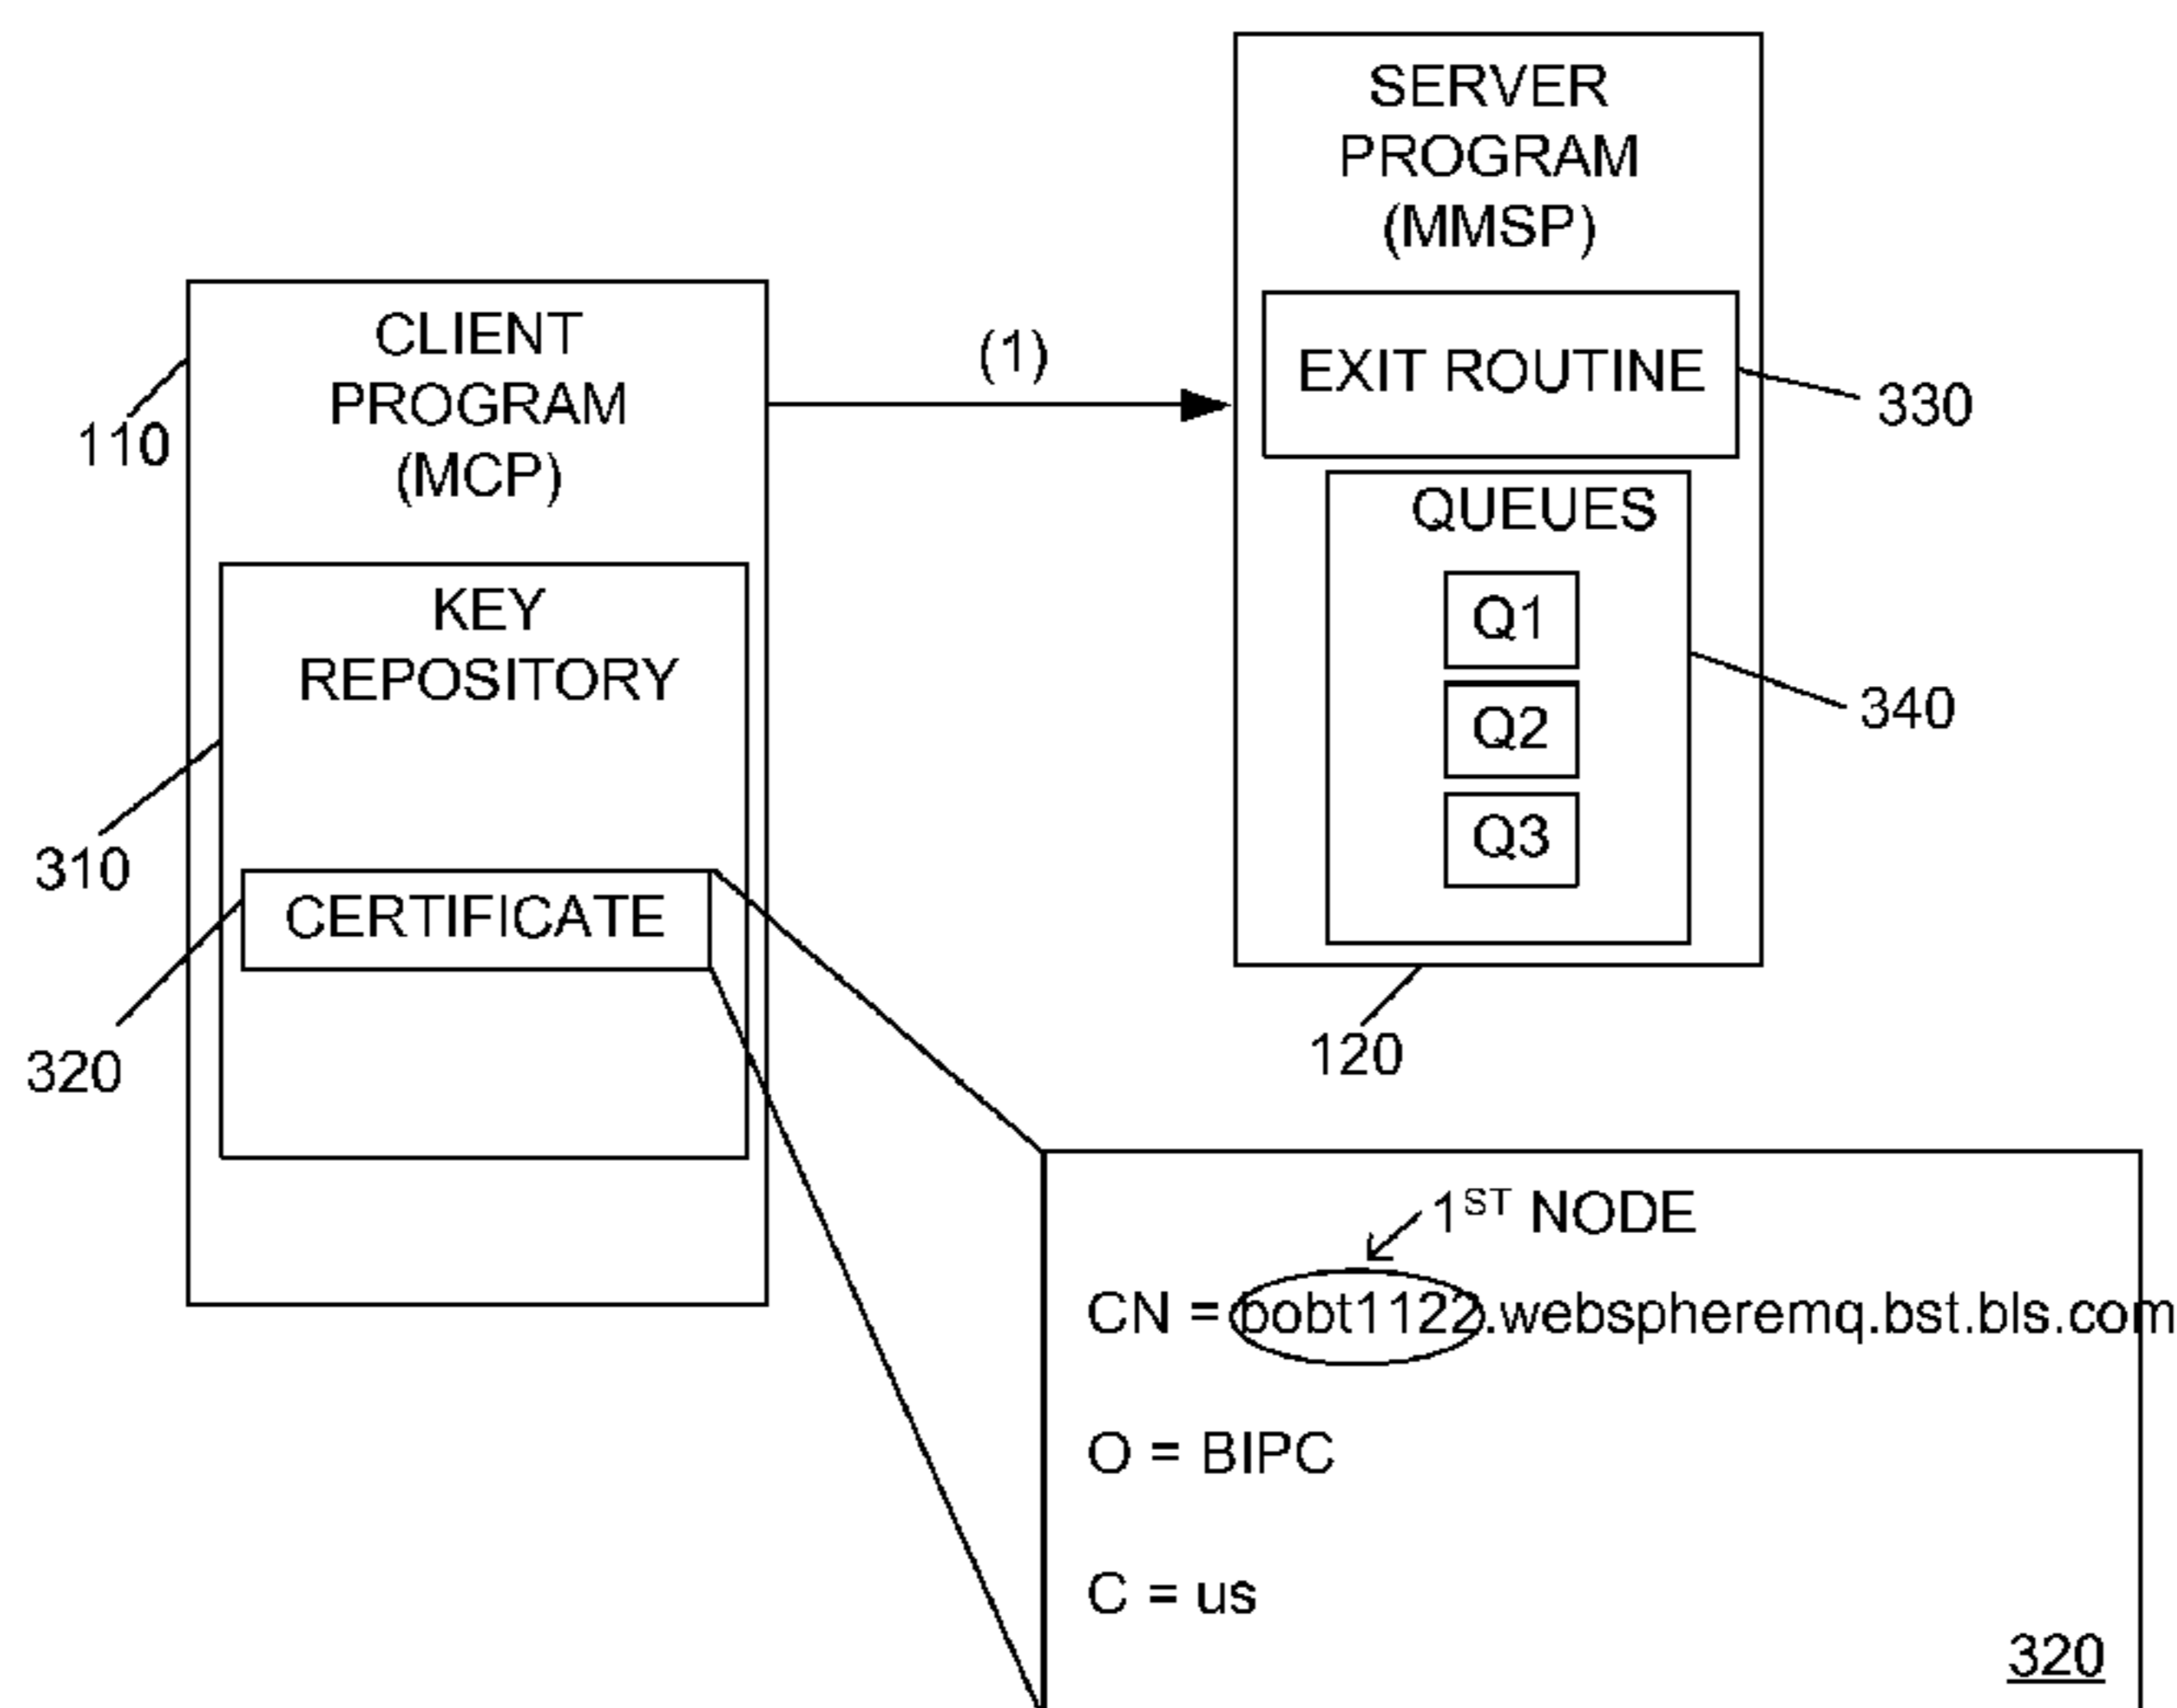 SERVER
PROGRAM
(MMSP)
EXIT ROUTINE
330
QUEUES
Q1
Q2
Q3
340
120
(1)
CLIENT
PROGRAM
(MCP)
110
KEY
REPOSITORY
310
CERTIFICATE
320
1ST NODE
CN = bobt1122.webspheremq.bst.bls.com
O = BIPC
C = us
320